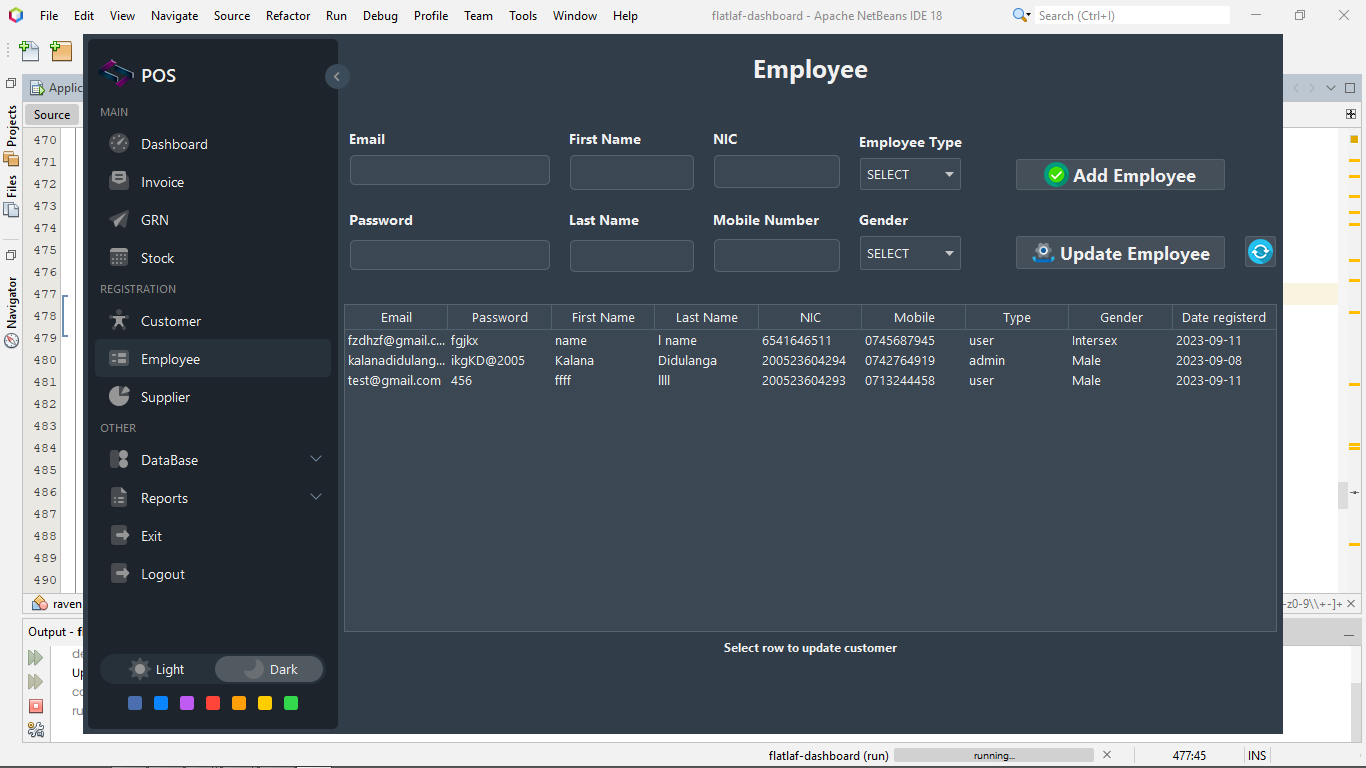 File Edit View Navigate Source Refactor Run Debug Profile Team Tools Window Help
flatlaf-dashboard - Apache NetBeans IDE 18
Search (Ctrl+I)
Projects
Files
Navigator
Applic
Source
470
471
472
473
474
475
476
477
478
479
480
481
482
483
484
485
486
487
488
489
490
POS
MAIN
Dashboard
Invoice
GRN
Stock
REGISTRATION
Customer
Employee
Supplier
OTHER
DataBase
Reports
Exit
Logout
Light Dark
Employee
Email First Name NIC Employee Type
SELECT
Add Employee
Password Last Name Mobile Number Gender
SELECT
Update Employee
Email Password First Name Last Name NIC Mobile Type Gender Date registerd
fzdhzf@gmail.c... fgjkx name l name 6541646511 0745687945 user Intersex 2023-09-11
kalanadidulang... ikgKD@2005 Kalana Didulanga 200523604294 0742764919 admin Male 2023-09-08
test@gmail.com 456 ffff llll 200523604293 0713244458 user Male 2023-09-11
Select row to update customer
raven
-z0-9\\+-]+
Output - f
de
Up
co
ru
flatlaf-dashboard (run) running... 477:45 INS